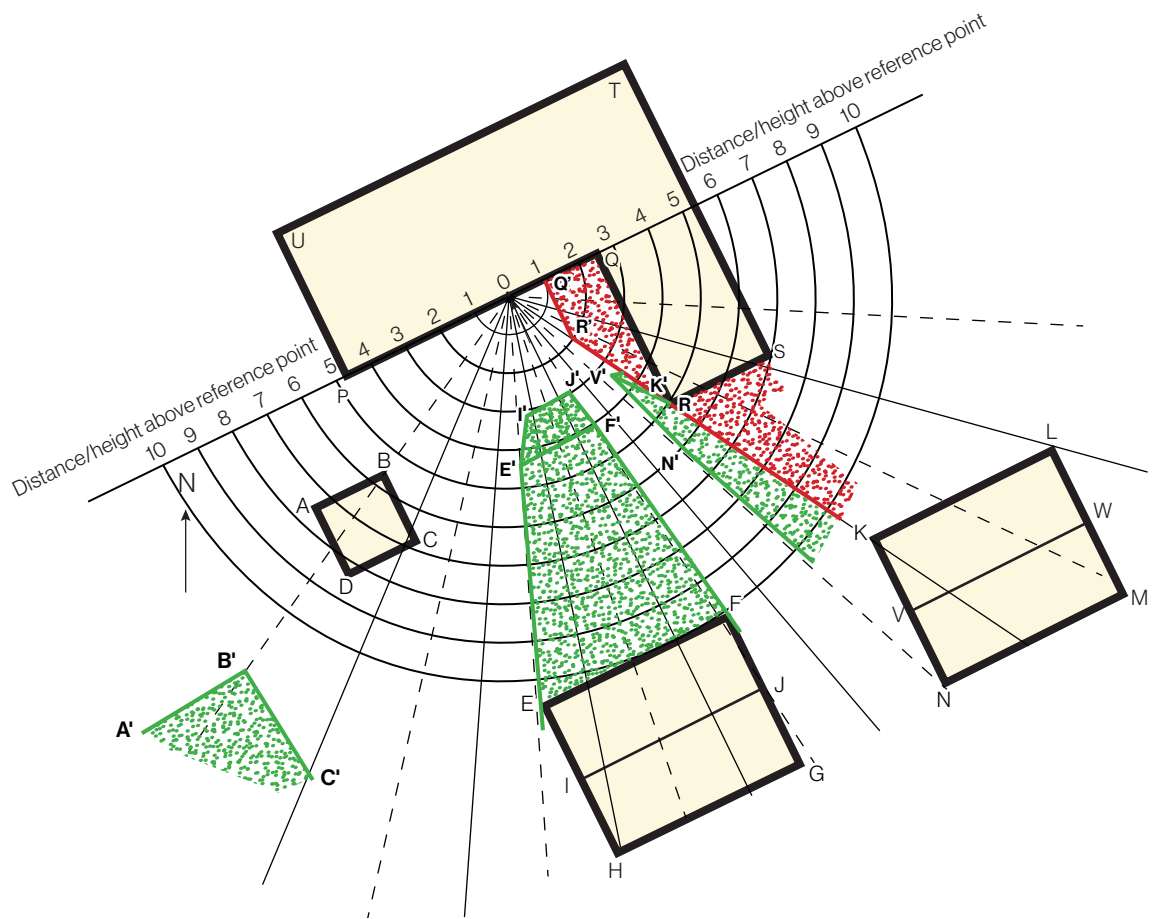 Distance/height above reference point
T
10
9
8
7
6
5
4
3
2
1
0
U
Q
Q'
R'
Distance/height above reference point
10
9
8
7
6
5
4
3
2
1
P
S
J'
V'
K'
R
I'
F'
E'
N'
N
A
B
C
D
L
K
W
V
M
N
F
E
J
I
G
H
B'
A'
C'